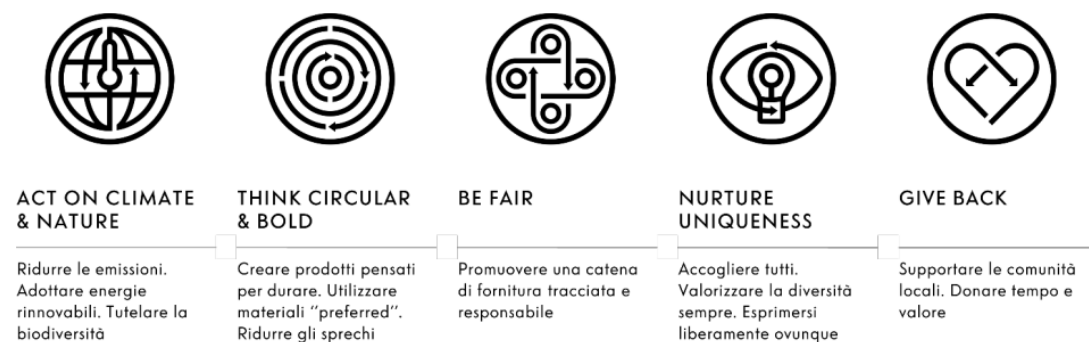 ACT ON CLIMATE
& NATURE
Ridurre le emissioni.
Adottare energie
rinnovabili. Tutelare la
biodiversità
THINK CIRCULAR
& BOLD
Creare prodotti pensati
per durare. Utilizzare
materiali “preferred”.
Ridurre gli sprechi
BE FAIR
Promuovere una catena
di fornitura tracciata e
responsabile
NURTURE
UNIQUENESS
Accogliere tutti.
Valorizzare la diversità
sempre. Esprimersi
liberamente ovunque
GIVE BACK
Supportare le comunità
locali. Donare tempo e
valore